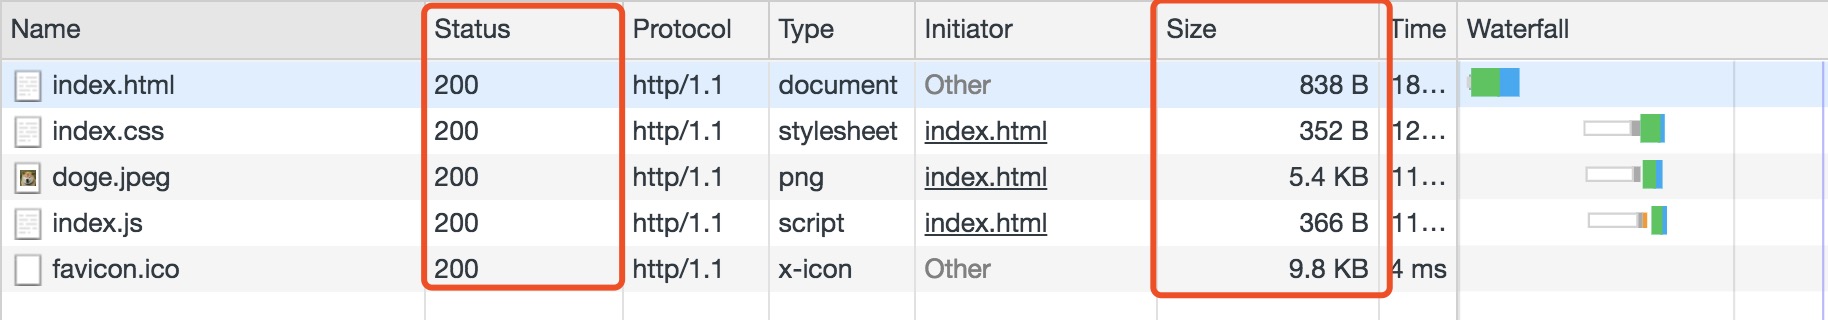 Name Status Protocol Type Initiator Size Time Waterfall
index.html 200 http/1.1 document Other 838 B 18...
index.css 200 http/1.1 stylesheet index.html 352 B 12...
doge.jpeg 200 http/1.1 png index.html 5.4 KB 11...
index.js 200 http/1.1 script index.html 366 B 11...
favicon.ico 200 http/1.1 x-icon Other 9.8 KB 4 ms